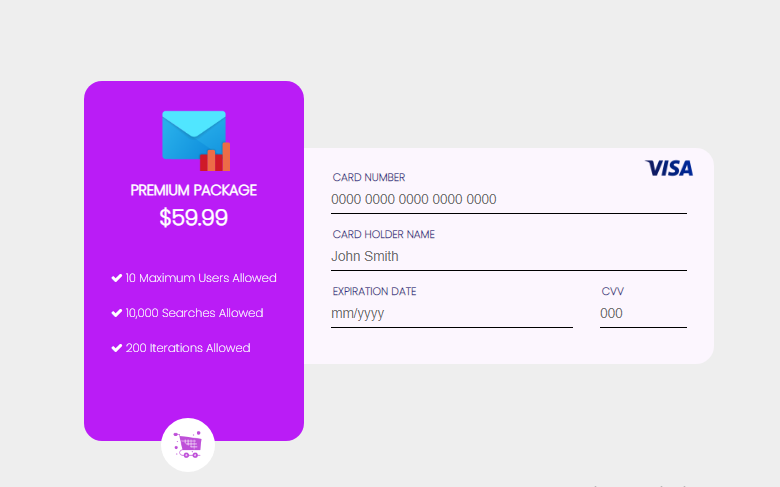 PREMIUM PACKAGE
$59.99
10 Maximum Users Allowed
10,000 Searches Allowed
200 Iterations Allowed
VISA
CARD NUMBER
0000 0000 0000 0000 0000
CARD HOLDER NAME
John Smith
EXPIRATION DATE
mm/yyyy
CVV
000